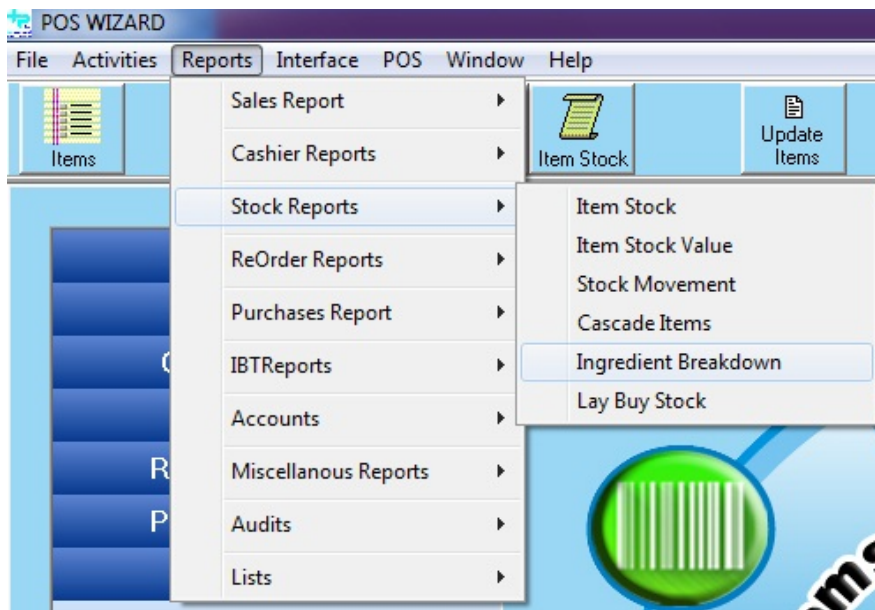 POS WIZARD
File Activities Reports Interface POS Window Help
Items
Item Stock
Update
Items
Sales Report
Cashier Reports
Stock Reports
ReOrder Reports
Purchases Report
IBTReports
Accounts
Miscellanous Reports
Audits
Lists
Item Stock
Item Stock Value
Stock Movement
Cascade Items
Ingredient Breakdown
Lay Buy Stock
R
P